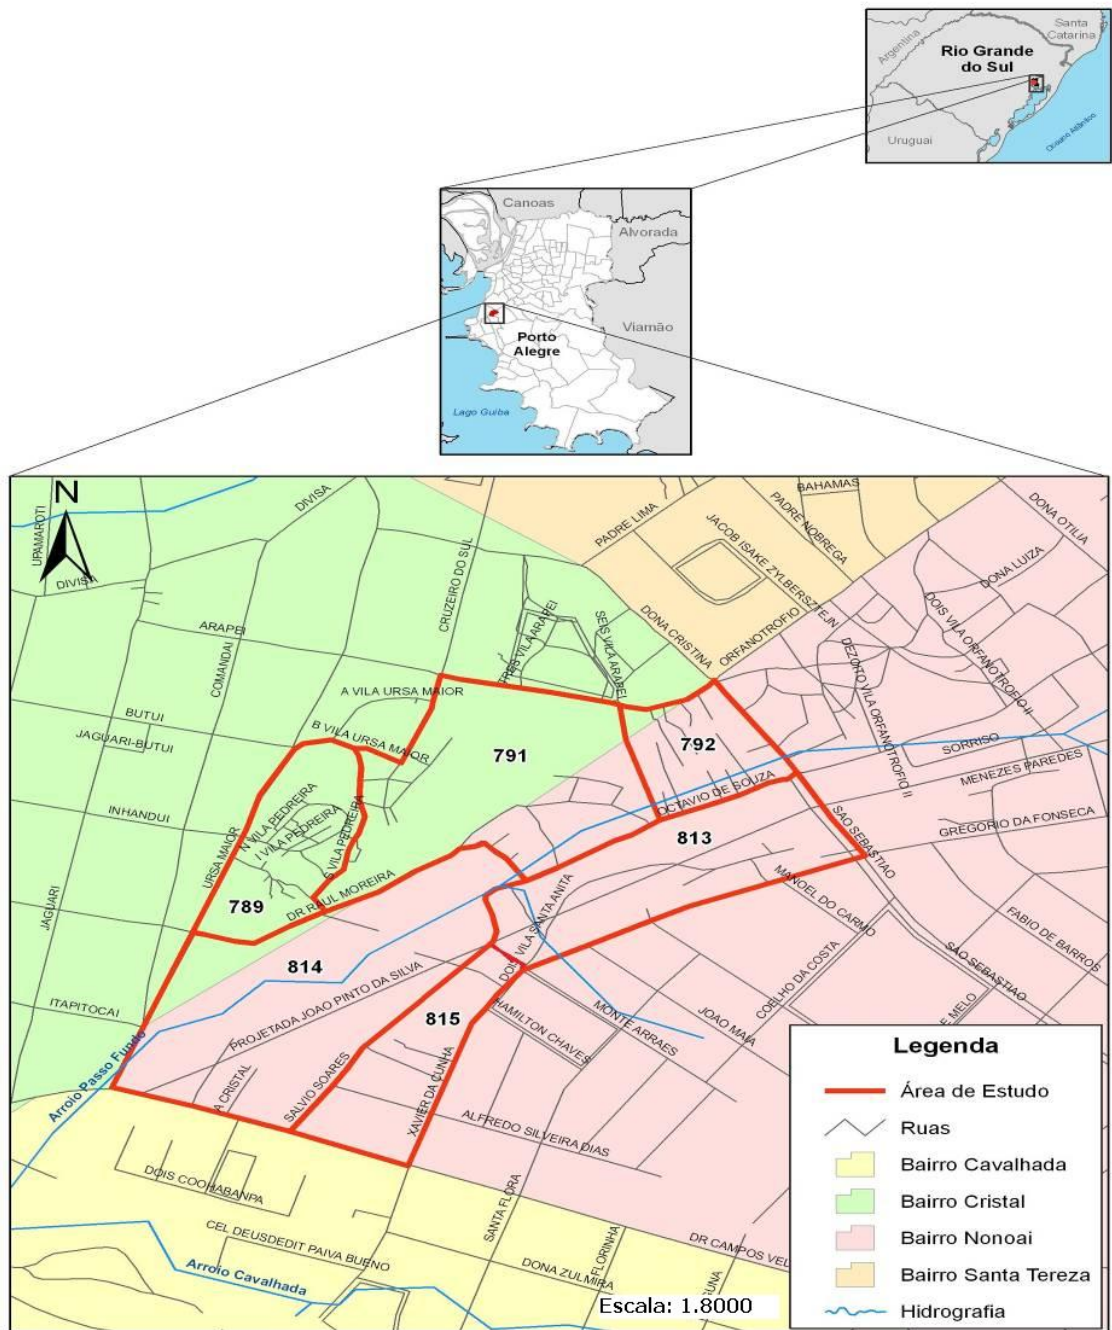 Argentina
Santa
Catarina
Rio Grande
do Sul
Uruguai
Oceano Atlântico
Canoas
Alvorada
Viamão
Porto
Alegre
Lago Guíba
N
UPAMAROTI
DIVISA
DIVISA
CRUZEIRO DO SUL
ARAPEI
COMANDAI
TRES VILA ARAPEI
SEIS VILA ARAPEI
PADRE LIMA
JACOB ISAKE ZYLBERSZTEJN
PADRE NOBREGA
BAHAMAS
DONA OTILIA
DONA LUIZA
DONA CRISTINA
ORFANOTROFIO
DOIS VILA ORFANOTROFIO II
DEZOITO VILA ORFANOTROFIO II
A VILA URSA MAIOR
B VILA URSA MAIOR
BUTUI
JAGUARI-BUTUI
791
792
SORRISO
MENEZES PAREDES
OCTAVIO DE SOUZA
INHANDUI
N VILA PEDREIRA
I VILA PEDREIRA
S VILA PEDREIRA
URSA MAIOR
813
SAO SEBASTIAO
GREGORIO DA FONSECA
JAGUARI
789
DR RAUL MOREIRA
MANOEL DO CARMO
DOIS VILA SANTA ANITA
FABIO DE BARROS
814
COELHO DA COSTA
SAO SEBASTIAO
ITAPITOCAI
PROJETADA JOAO PINTO DA SILVA
815
HAMILTON CHAVES
MONTE ARRAES
JOAO MAIA
E MELO
Arroio Passo Fundo
A CRISTAL
SALVIO SOARES
XAVIER DA CUNHA
ALFREDO SILVEIRA DIAS
DOIS COOHABANPA
SANTA FLORA
CEL DEUSDEDIT PAIVA BUENO
Arroio Cavalhada
DONA ZULMIRA
FLORINHA
DR CAMPOS VEL
GUNA
Escala: 1.8000
Legenda
Área de Estudo
Ruas
Bairro Cavalhada
Bairro Cristal
Bairro Nonoai
Bairro Santa Tereza
Hidrografia